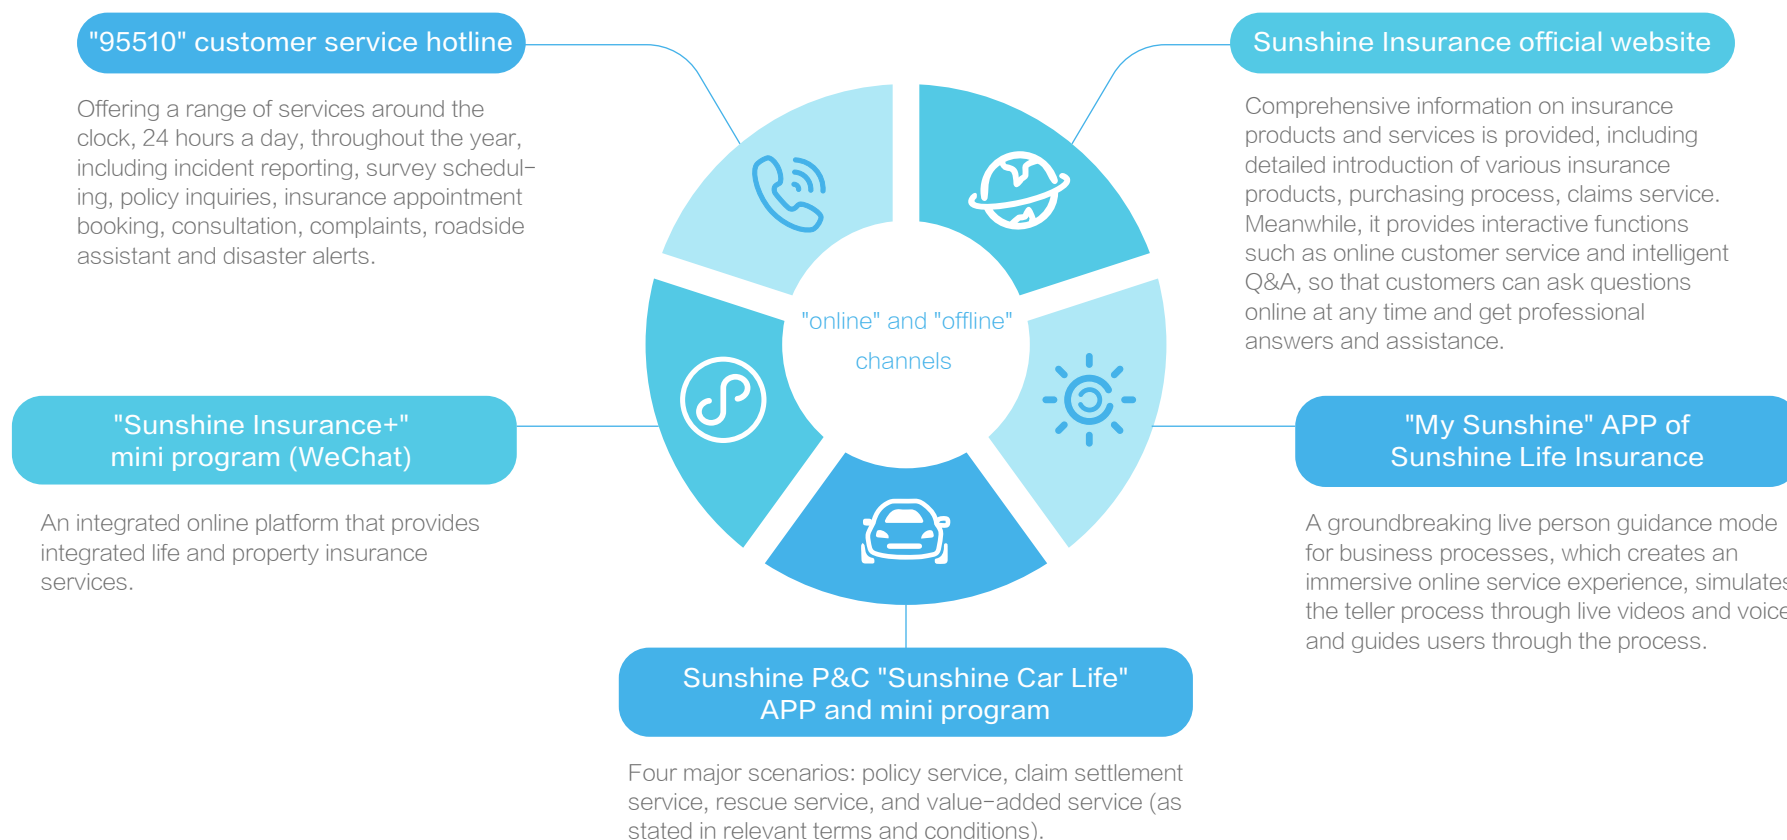 "95510" customer service hotline
Offering a range of services around the
clock, 24 hours a day, throughout the year,
including incident reporting, survey schedul-
ing, policy inquiries, insurance appointment
booking, consultation, complaints, roadside
assistant and disaster alerts.
Sunshine Insurance official website
Comprehensive information on insurance
products and services is provided, including
detailed introduction of various insurance
products, purchasing process, claims service.
Meanwhile, it provides interactive functions
such as online customer service and intelligent
Q&A, so that customers can ask questions
online at any time and get professional
answers and assistance.
"online" and "offline"
channels
"Sunshine Insurance+"
mini program (WeChat)
An integrated online platform that provides
integrated life and property insurance
services.
"My Sunshine" APP of
Sunshine Life Insurance
A groundbreaking live person guidance mode
for business processes, which creates an
immersive online service experience, simulates
the teller process through live videos and voice
and guides users through the process.
Sunshine P&C "Sunshine Car Life"
APP and mini program
Four major scenarios: policy service, claim settlement
service, rescue service, and value-added service (as
stated in relevant terms and conditions).